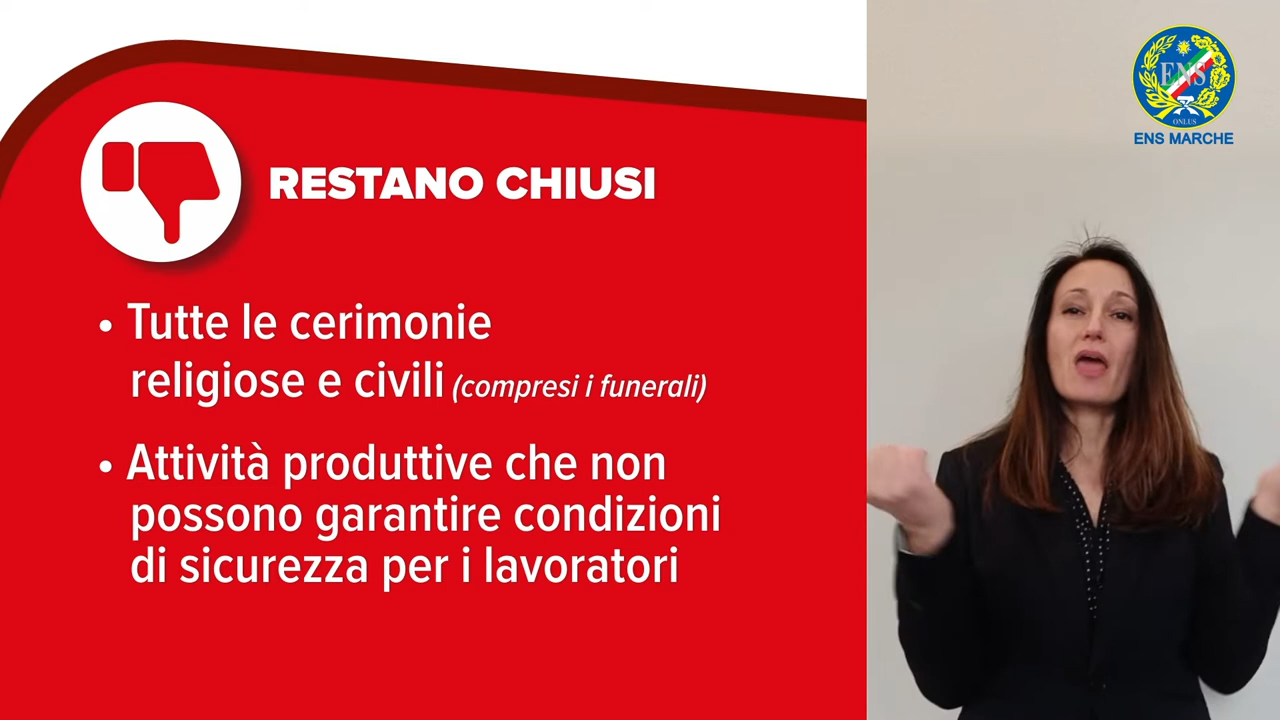 RESTANO CHIUSI
• Tutte le cerimonie
religiose e civili (compresi i funerali)
• Attività produttive che non
possono garantire condizioni
di sicurezza per i lavoratori
ENS
ONLUS
ENS MARCHE